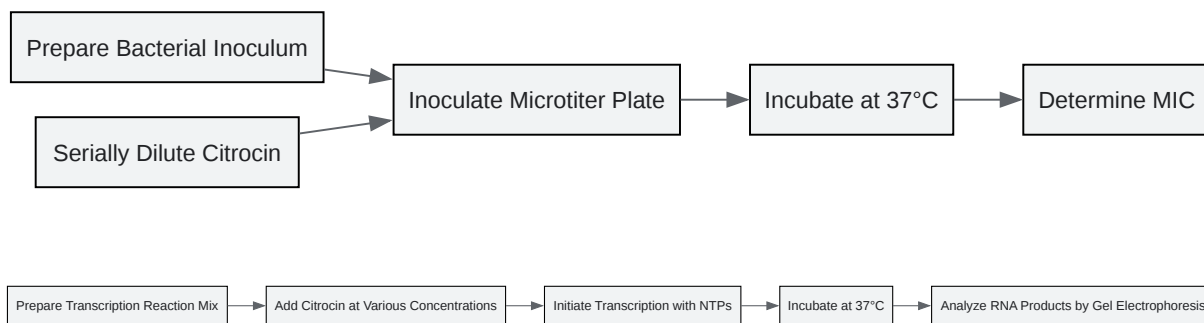 Prepare Bacterial Inoculum
Serially Dilute Citrocin
Inoculate Microtiter Plate
Incubate at 37°C
Determine MIC
Prepare Transcription Reaction Mix
Add Citrocin at Various Concentrations
Initiate Transcription with NTPs
Incubate at 37°C
Analyze RNA Products by Gel Electrophoresis